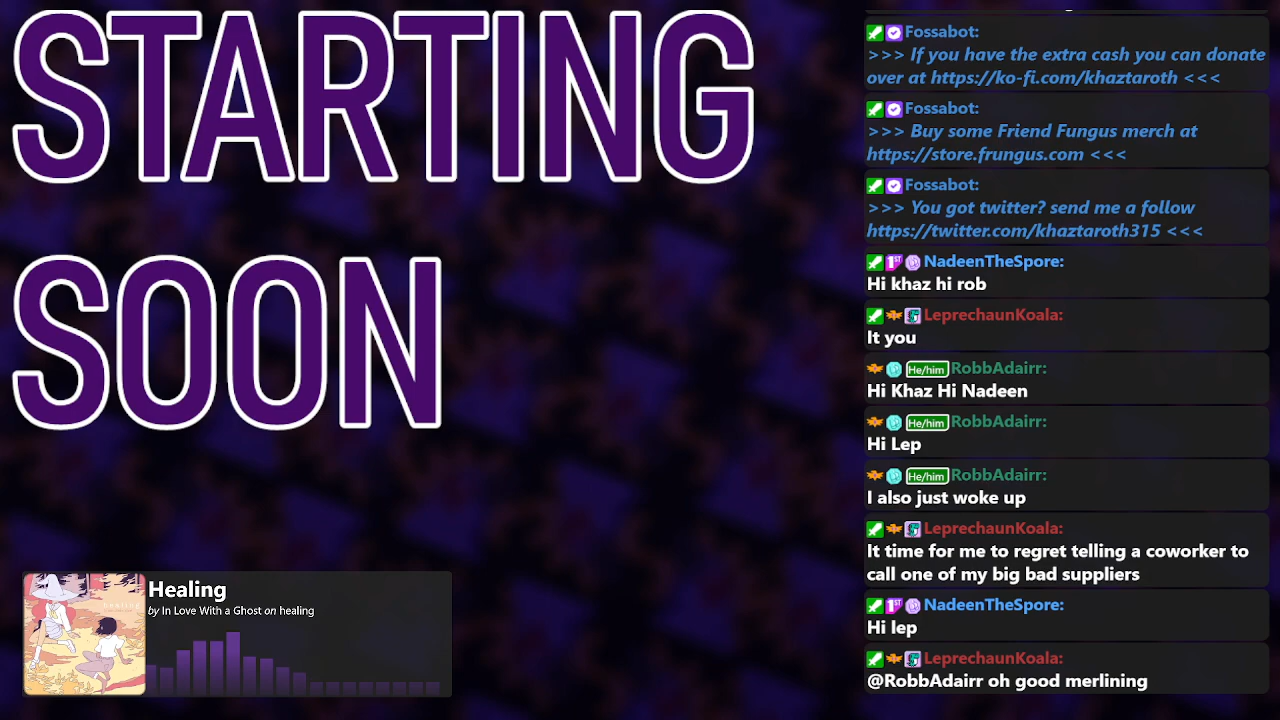 STARTING
SOON
Healing
by In Love With a Ghost on healing
Fossabot:
>>> If you have the extra cash you can donate
over at https://ko-fi.com/khaztaroth <<<
Fossabot:
>>> Buy some Friend Fungus merch at
https://store.frungus.com <<<
Fossabot:
>>> You got twitter? send me a follow
https://twitter.com/khaztaroth315 <<<
1ST NadeenTheSpore:
Hi khaz hi rob
LeprechaunKoala:
It you
He/him RobbAdairr:
Hi Khaz Hi Nadeen
He/him RobbAdairr:
Hi Lep
He/him RobbAdairr:
I also just woke up
LeprechaunKoala:
It time for me to regret telling a coworker to
call one of my big bad suppliers
1ST NadeenTheSpore:
Hi lep
LeprechaunKoala:
@RobbAdairr oh good merlining